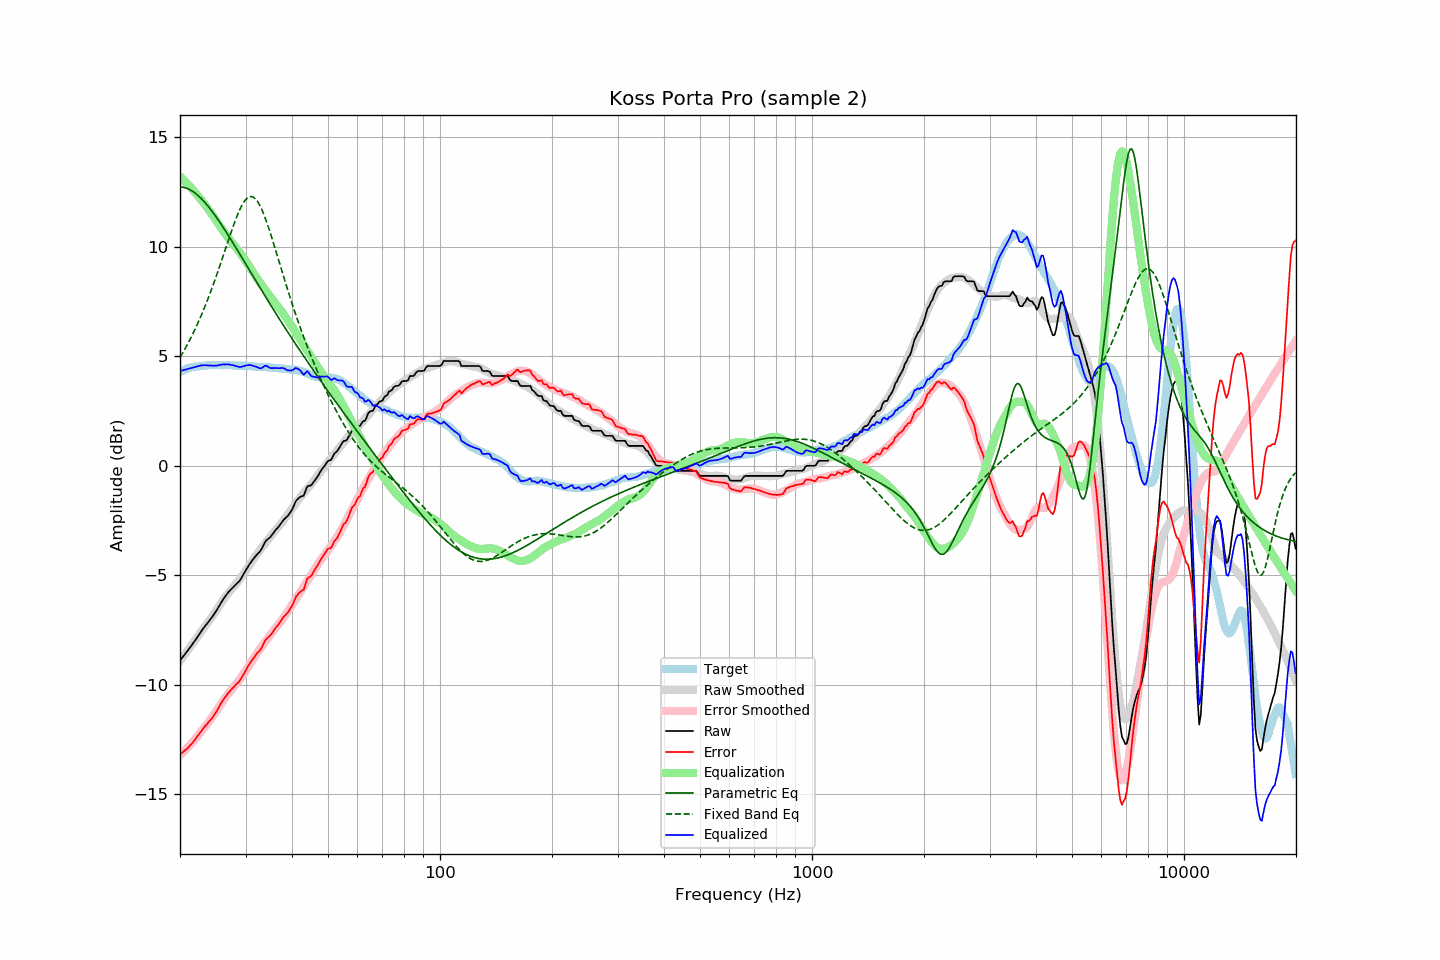 Koss Porta Pro (sample 2)
Amplitude (dBr)
15
10
5
0
−5
−10
−15
Target
Raw Smoothed
Error Smoothed
Raw
Error
Equalization
Parametric Eq
Fixed Band Eq
Equalized
100
1000
10000
Frequency (Hz)